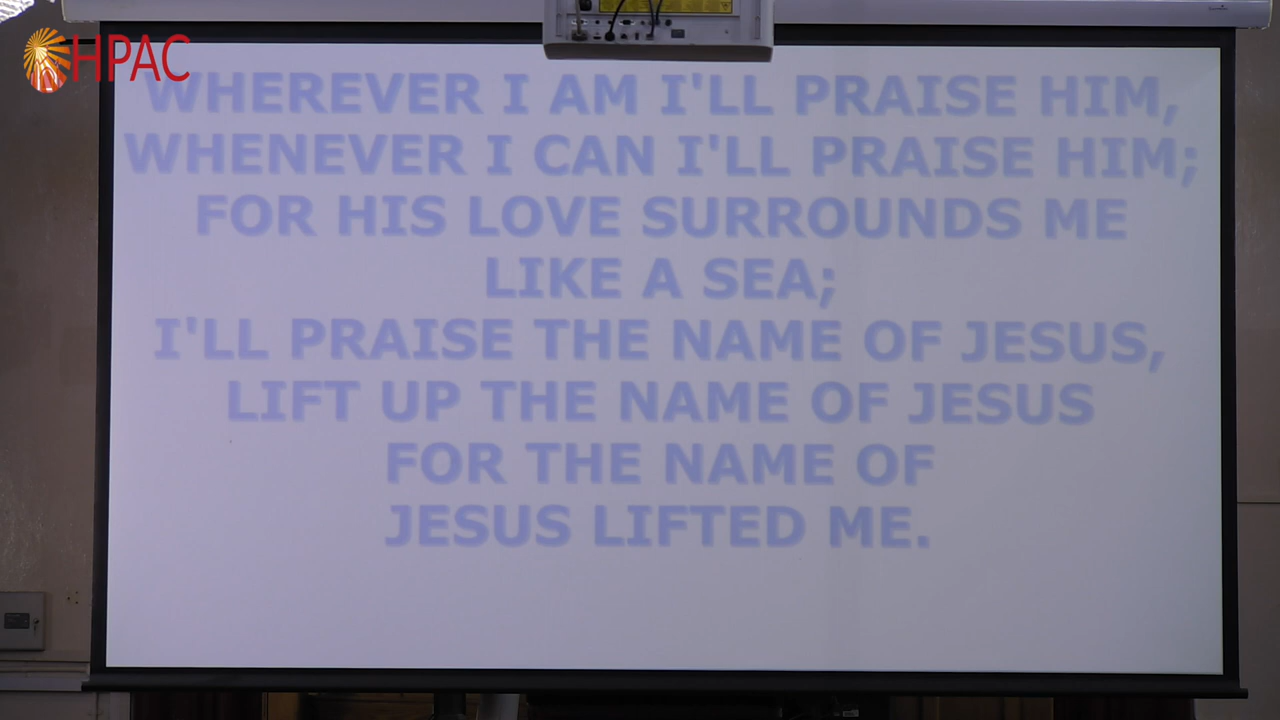 HPAC
WHEREVER I AM I'LL PRAISE HIM,
WHENEVER I CAN I'LL PRAISE HIM;
FOR HIS LOVE SURROUNDS ME
LIKE A SEA;
I'LL PRAISE THE NAME OF JESUS,
LIFT UP THE NAME OF JESUS
FOR THE NAME OF
JESUS LIFTED ME.